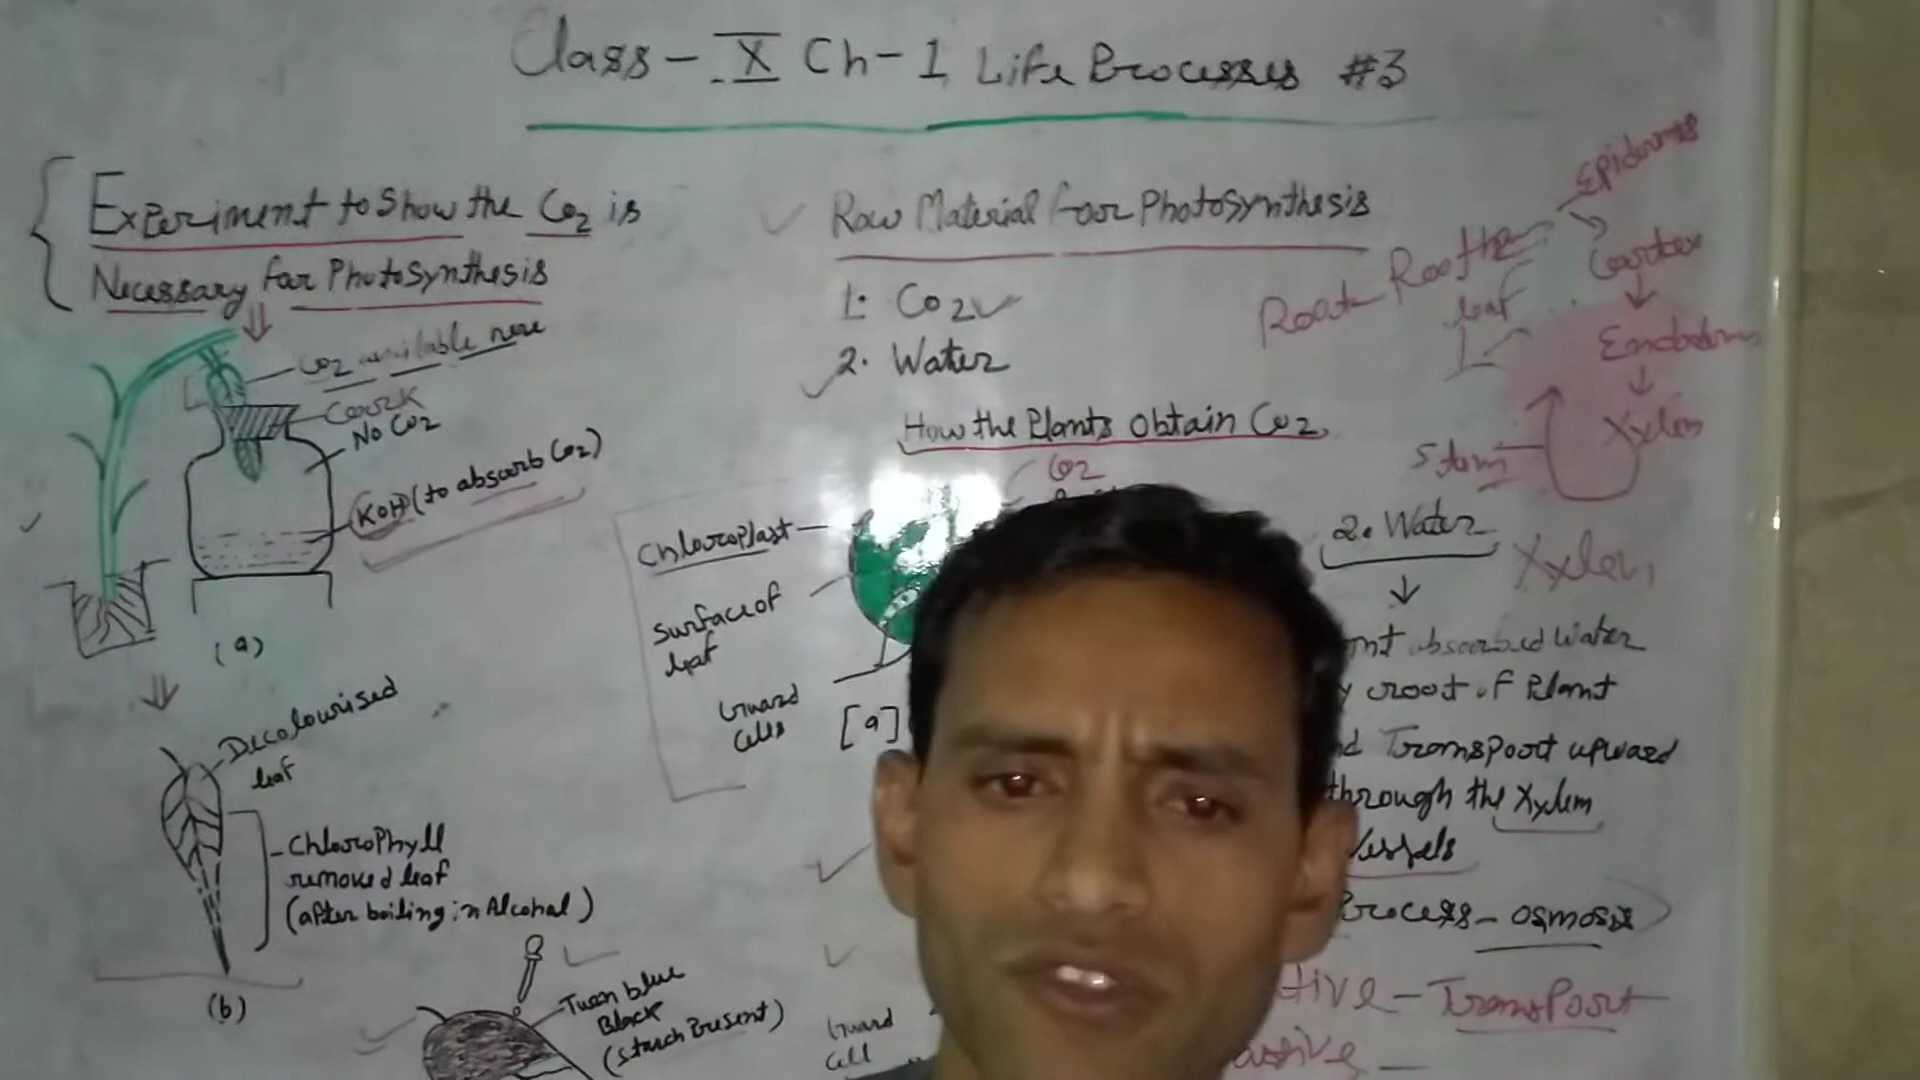 Class - X Ch-1 Life Processes #3
Experiment to Show the Co2 is
Necessary for Photosynthesis
Co2 available here
Cork
No Co2
KOH (to absorb Co2)
(a)
Decolourised
leaf
Chlorophyll
removed leaf
(after boiling in Alcohal)
(b)
Turn blue
Black
(starch Present)
Raw Material for Photosynthesis
1. Co2
2. Water
How the Plants Obtain Co2
Co2
Chloroplast
Surface of
leaf
Guard
cells
[a]
Guard
cell
Epidermis
Root
Cortex
leaf
Xylem
Stem
2. Water
Xylem
absorbed Water
root of Plant
Transport upward
through the Xylem
Vessels
Process - osmosis
tive - Transport